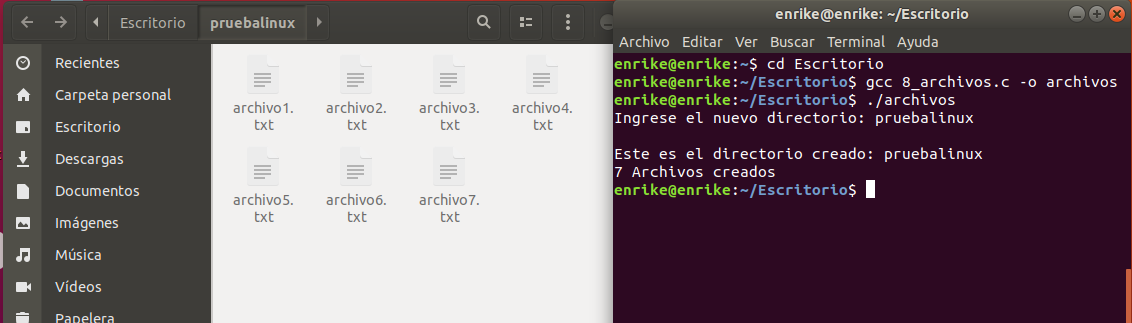 Escritorio pruebalinux
Recientes
Carpeta personal
Escritorio
Descargas
Documentos
Imágenes
Música
Vídeos
Papelera
archivo1.txt archivo2.txt archivo3.txt archivo4.txt
archivo5.txt archivo6.txt archivo7.txt
enrike@enrike: ~/Escritorio
Archivo Editar Ver Buscar Terminal Ayuda
enrike@enrike:~$ cd Escritorio
enrike@enrike:~/Escritorio$ gcc 8_archivos.c -o archivos
enrike@enrike:~/Escritorio$ ./archivos
Ingrese el nuevo directorio: pruebalinux
Este es el directorio creado: pruebalinux
7 Archivos creados
enrike@enrike:~/Escritorio$